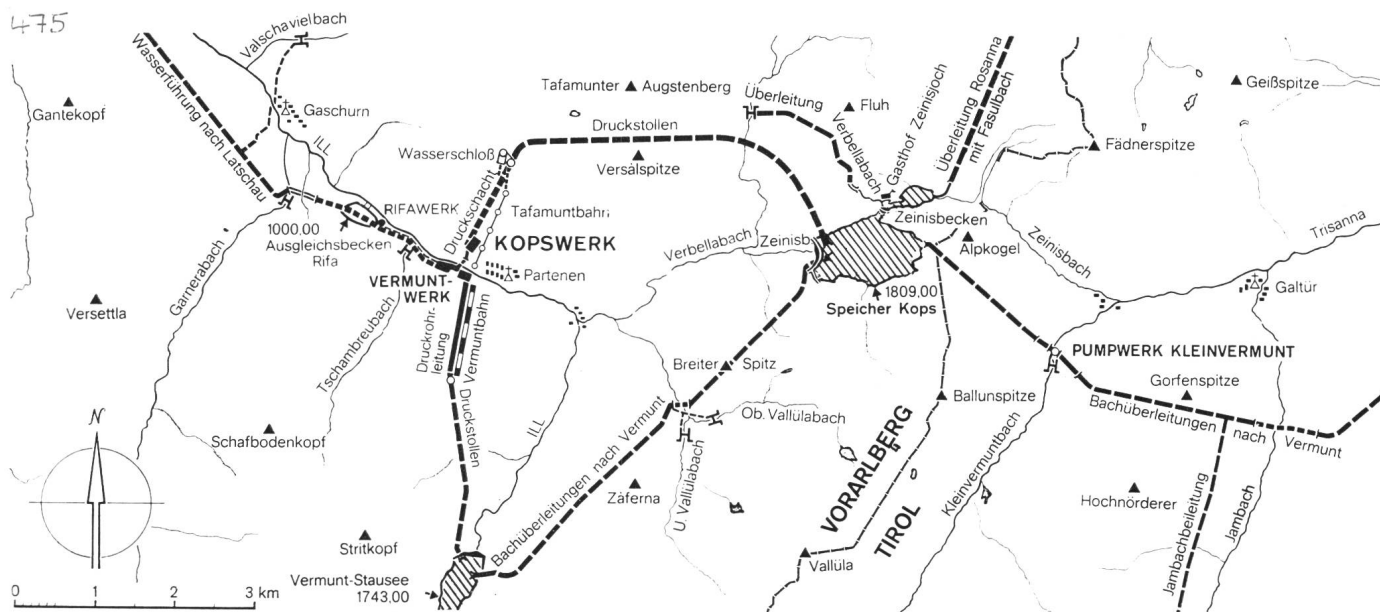 475
Valschavielbach
Wasserführung nach Latschau
Gantekopf
Gaschurn
ILL
Tafamunter
Augstenberg
Überleitung
Verbellabach
Fluh
Gasthof Zeinisjoch
Überleitung Rosanna
mit Fasulbach
Geißspitze
Fädnerspitze
Druckstollen
Wasserschloß
Versalspitze
RIFAWERK
Druckschacht
Tafamuntbahn
1000.00
Ausgleichsbecken
Rifa
KOPSWERK
Verbellabach
Zeinisb.
Zeinisbecken
Alpkogel
Zeinisbach
Trisanna
Galtür
Partenen
VERMUNT-
WERK
1809,00
Speicher Kops
Garnerabach
Versettla
Tschambreubach
Druckrohr-
leitung
Vermuntbahn
Breiter
Spitz
PUMPWERK KLEINVERMUNT
Gorfenspitze
Bachüberleitungen nach Vermunt
Ballunspitze
Ob. Vallülabach
Schafbodenkopf
Druckstollen
ILL
Bachüberleitungen nach Vermunt
U. Vallülabach
VORARLBERG
TIROL
Kleinvermuntbach
Hochnörderer
Jambachbeileitung
Jambach
Zäferna
N
Stritkopf
Vallüla
Vermunt-Stausee
1743,00
0 1 2 3 km